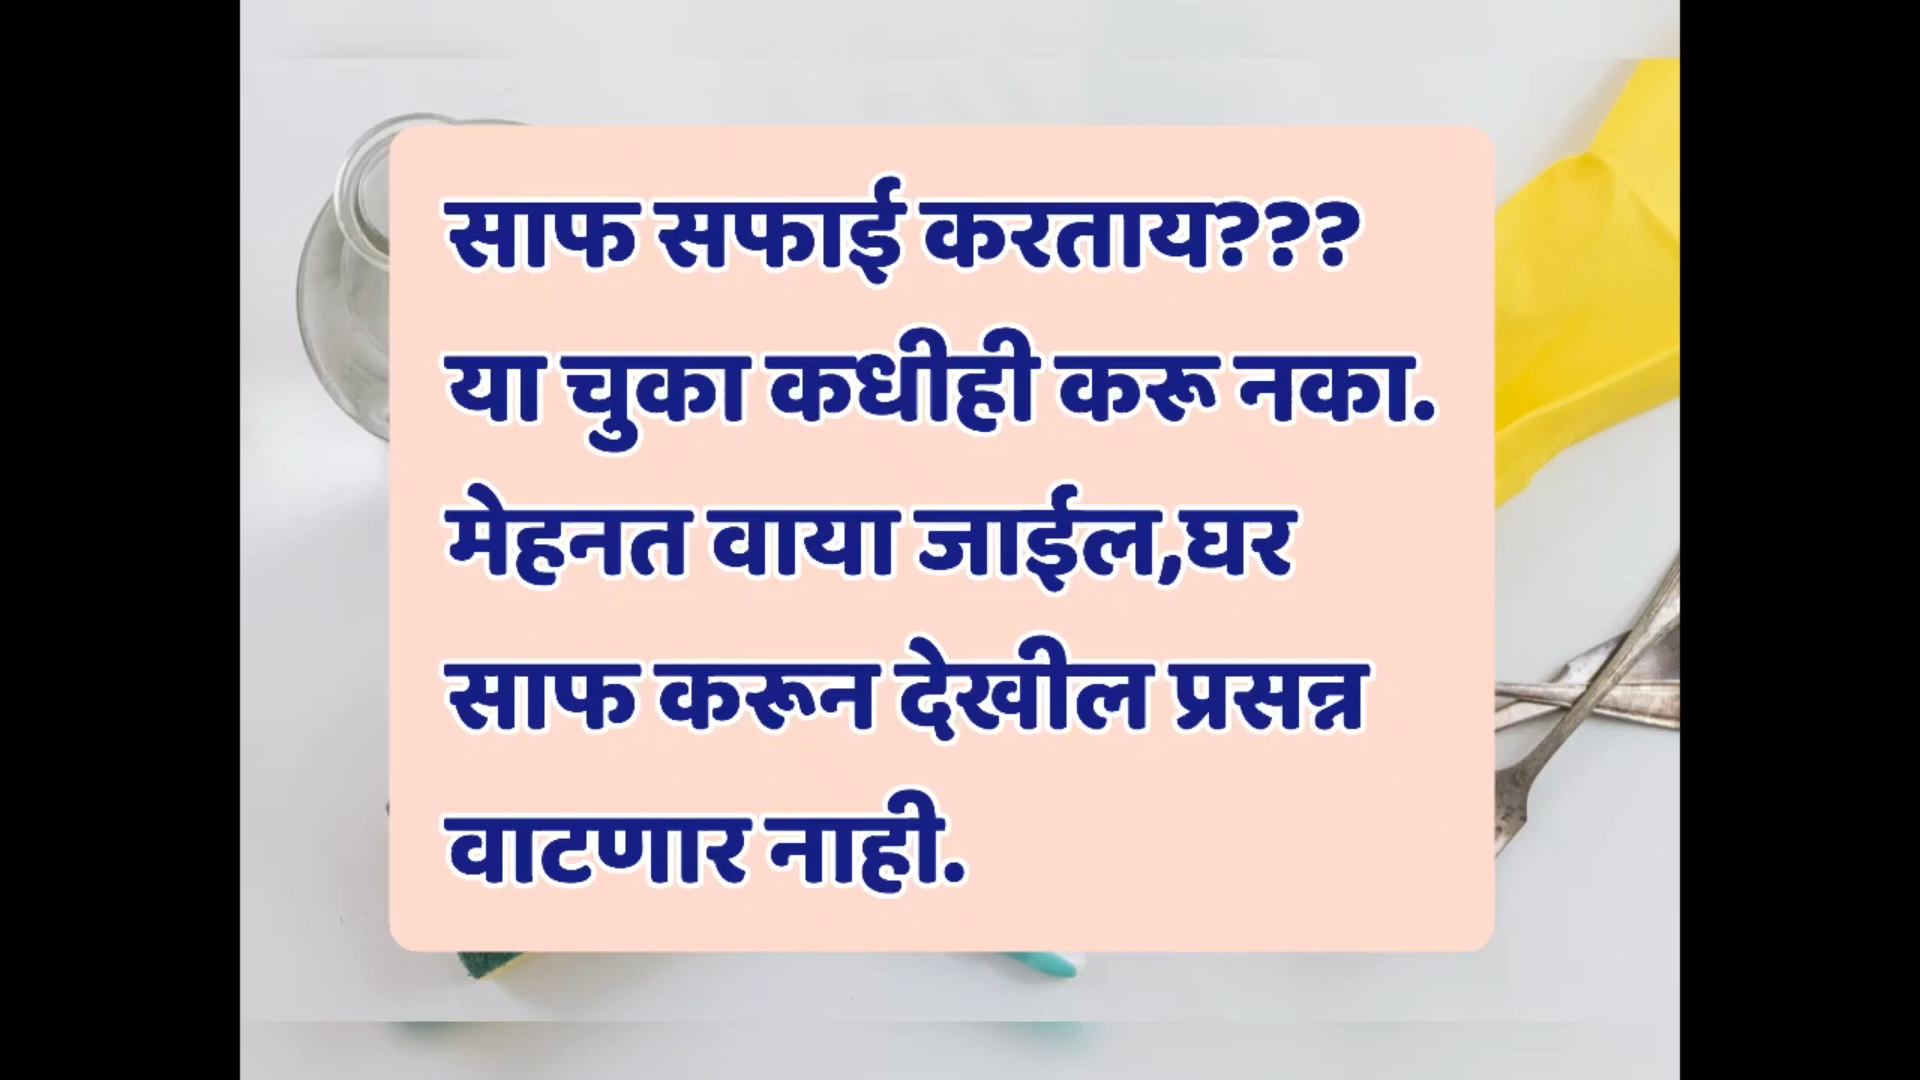 साफ सफाई करताय???
या चुका कधीही करू नका.
मेहनत वाया जाईल,घर
साफ करून देखील प्रसन्न
वाटणार नाही.